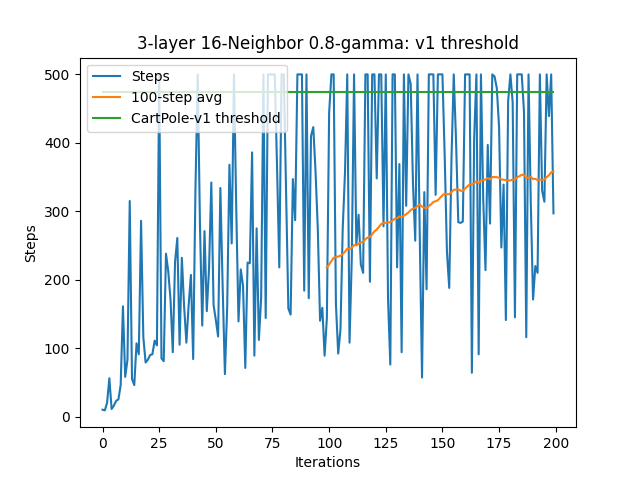 3-layer 16-Neighbor 0.8-gamma: v1 threshold
Steps
100-step avg
CartPole-v1 threshold
500
400
300
200
100
0
Steps
0 25 50 75 100 125 150 175 200
Iterations